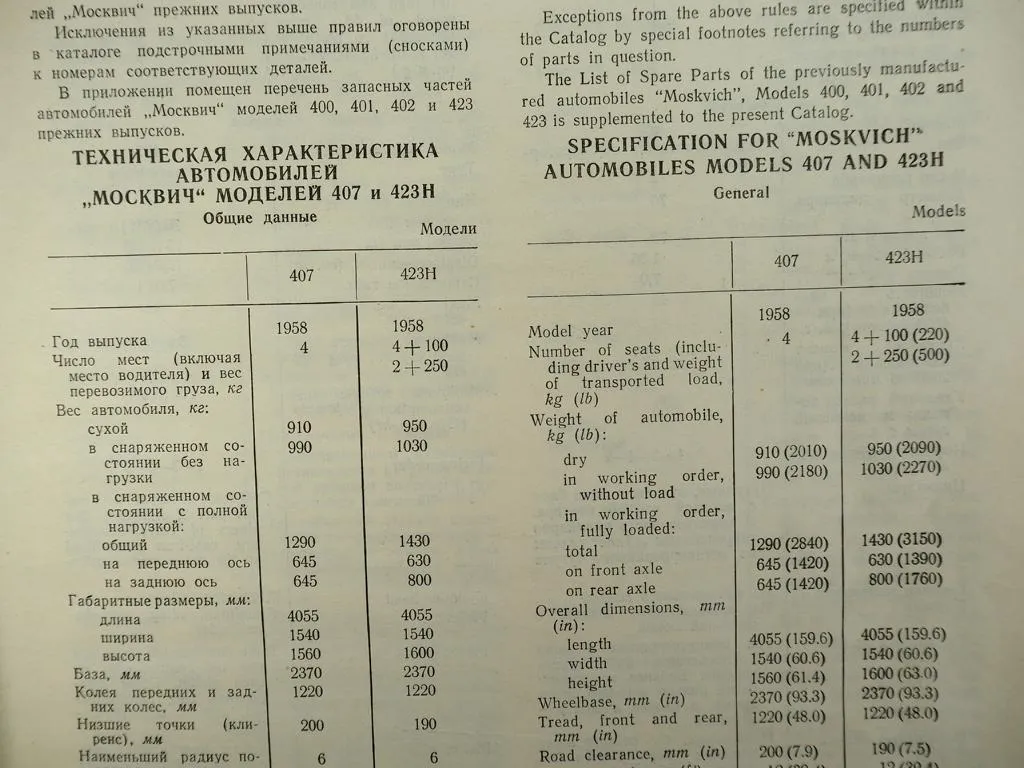 лей „Москвич“ прежних выпусков.
Исключения из указанных выше правил оговорены
в каталоге подстрочными примечаниями (сносками)
к номерам соответствующих деталей.
В приложении помещен перечень запасных частей
автомобилей „Москвич“ моделей 400, 401, 402 и 423
прежних выпусков.
ТЕХНИЧЕСКАЯ ХАРАКТЕРИСТИКА
АВТОМОБИЛЕЙ
„МОСКВИЧ“ МОДЕЛЕЙ 407 и 423Н
Общие данные
Модели
407 423Н
Год выпуска 1958 1958
Число мест (включая 4 4+100
место водителя) и вес 2+250
перевозимого груза, кг
Вес автомобиля, кг:
сухой 910 950
в снаряженном со- 990 1030
стоянии без на-
грузки
в снаряженном со-
стоянии с полной
нагрузкой:
общий 1290 1430
на переднюю ось 645 630
на заднюю ось 645 800
Габаритные размеры, мм:
длина 4055 4055
ширина 1540 1540
высота 1560 1600
База, мм 2370 2370
Колея передних и зад- 1220 1220
них колес, мм
Низшие точки (кли- 200 190
ренс), мм
Наименьший радиус по- 6 6
Exceptions from the above rules are specified within
the Catalog by special footnotes referring to the numbers
of parts in question.
The List of Spare Parts of the previously manufactu-
red automobiles “Moskvich”, Models 400, 401, 402 and
423 is supplemented to the present Catalog.
SPECIFICATION FOR “MOSKVICH”
AUTOMOBILES MODELS 407 AND 423H
General
Models
407 423H
Model year 1958 1958
Number of seats (inclu- 4 4+100 (220)
ding driver's and weight 2+250 (500)
of transported load,
kg (lb)
Weight of automobile,
kg (lb):
dry 910 (2010) 950 (2090)
in working order, 990 (2180) 1030 (2270)
without load
in working order,
fully loaded:
total 1290 (2840) 1430 (3150)
on front axle 645 (1420) 630 (1390)
on rear axle 645 (1420) 800 (1760)
Overall dimensions, mm
(in):
length 4055 (159.6) 4055 (159.6)
width 1540 (60.6) 1540 (60.6)
height 1560 (61.4) 1600 (63.0)
Wheelbase, mm (in) 2370 (93.3) 2370 (93.3)
Tread, front and rear, 1220 (48.0) 1220 (48.0)
mm (in)
Road clearance, mm (in) 200 (7.9) 190 (7.5)